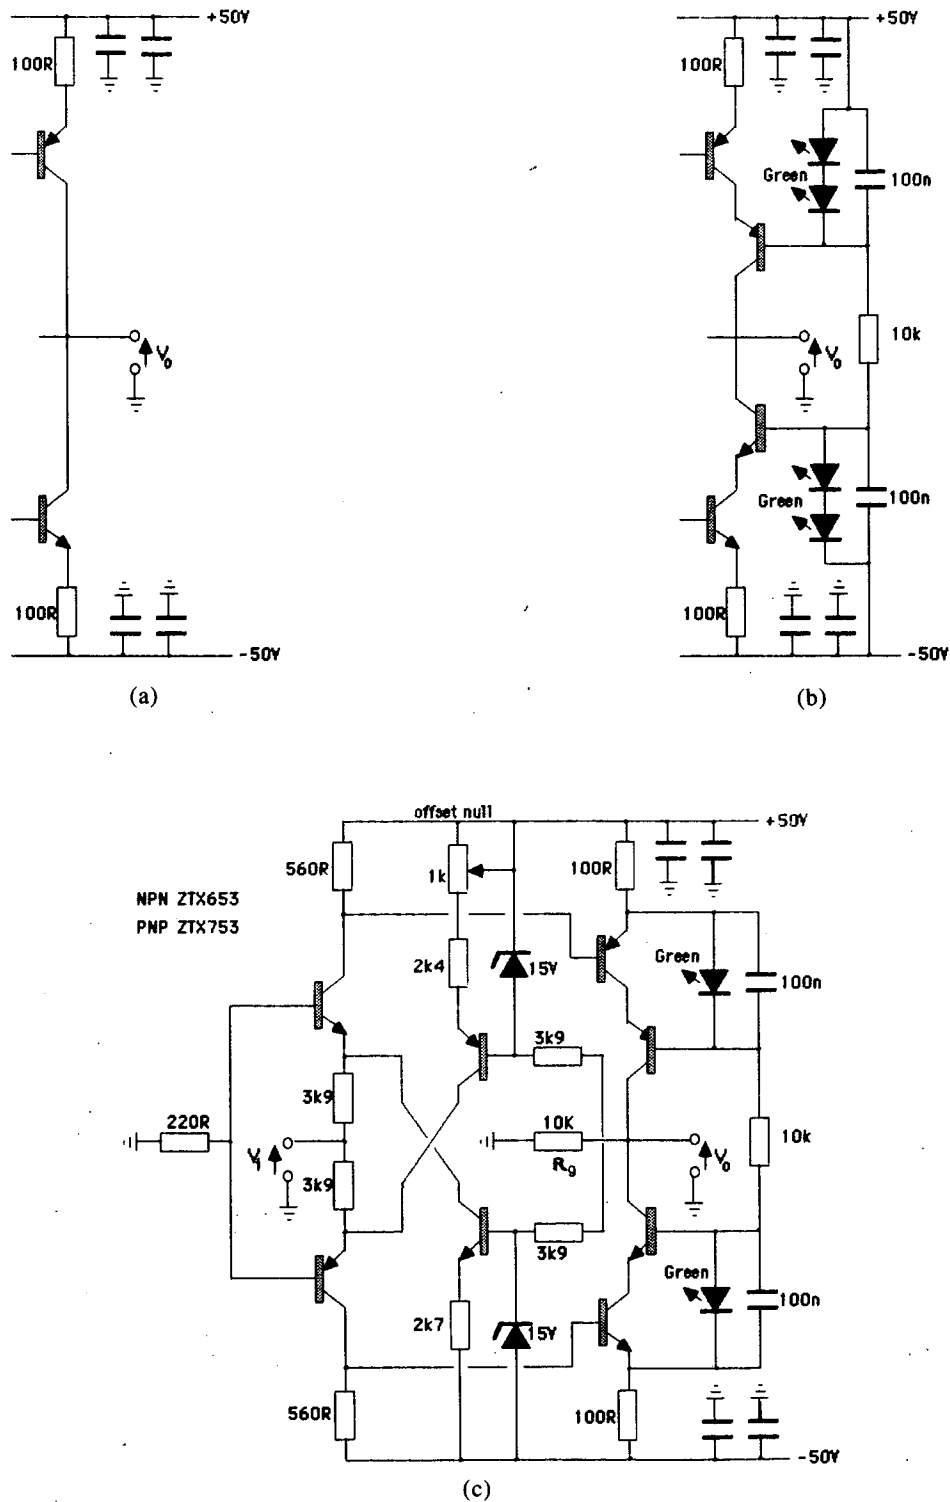 +50V
100R
V₀
100R
-50V
(a)
+50V
100R
Green
100n
10k
V₀
Green
100n
100R
-50V
(b)
offset null
+50V
560R
1k
100R
NPN ZTX653
PNP ZTX753
2k4
15V
Green
100n
3k9
3k9
220R
10K
10k
V₁
Rg
V₀
3k9
3k9
Green
2k7
15V
100n
560R
100R
-50V
(c)